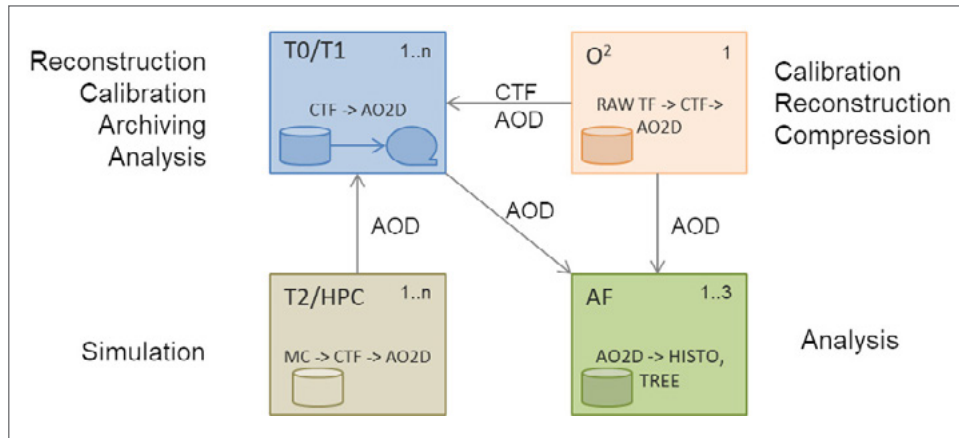 Reconstruction
Calibration
Archiving
Analysis
T0/T1
1..n
CTF -> AO2D
CTF
AOD
O²
1
RAW TF -> CTF->
AO2D
Calibration
Reconstruction
Compression
AOD
AOD
AOD
Simulation
T2/HPC
1..n
MC -> CTF -> AO2D
AF
1..3
AO2D -> HISTO,
TREE
Analysis